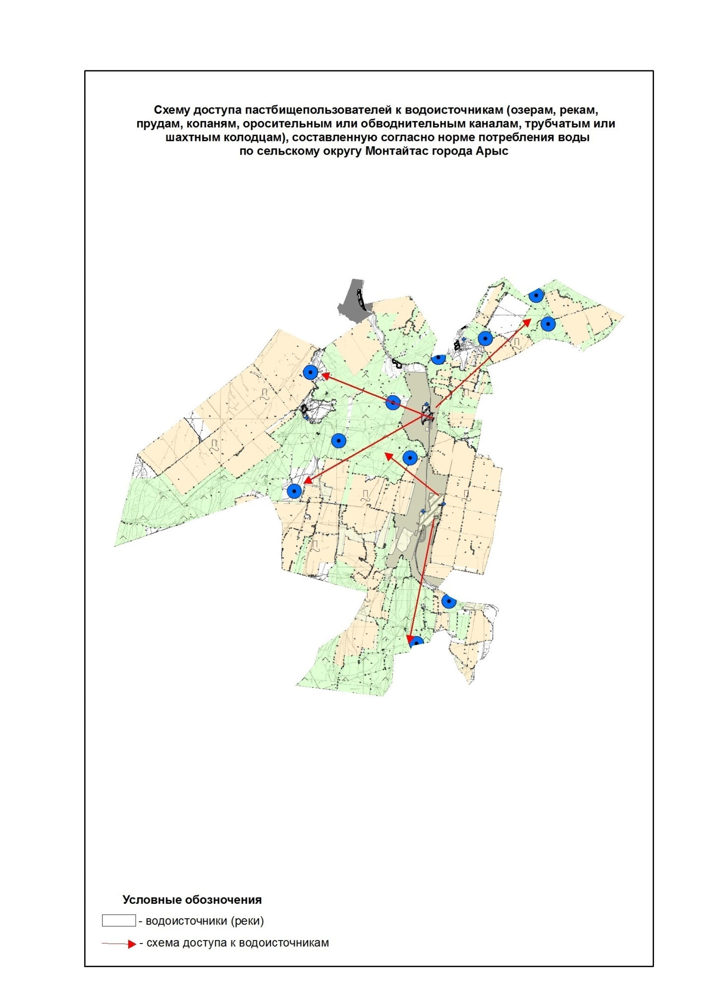 Схему доступа пастбищепользователей к водоисточникам (озерам, рекам,
прудам, копаням, оросительным или обводнительным каналам, трубчатым или
шахтным колодцам), составленную согласно норме потребления воды
по сельскому округу Монтайтас города Арыс
П
П
П
П
П
П
П
Условные обозначения
- водоисточники (реки)
- схема доступа к водоисточникам